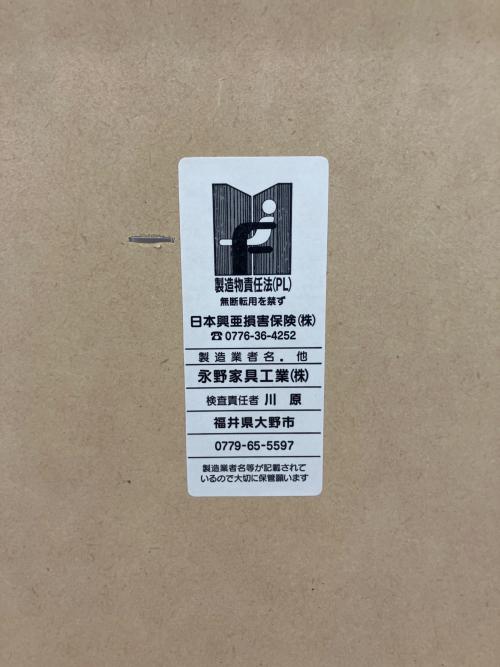 製造物責任法(PL)
無断転用を禁ず
日本興亜損害保険(株)
☎0776-36-4252
製造業者名．他
永野家具工業(株)
検査責任者 川 原
福井県大野市
0779-65-5597
製造業者名等が記載されて
いるので大切に保管願います